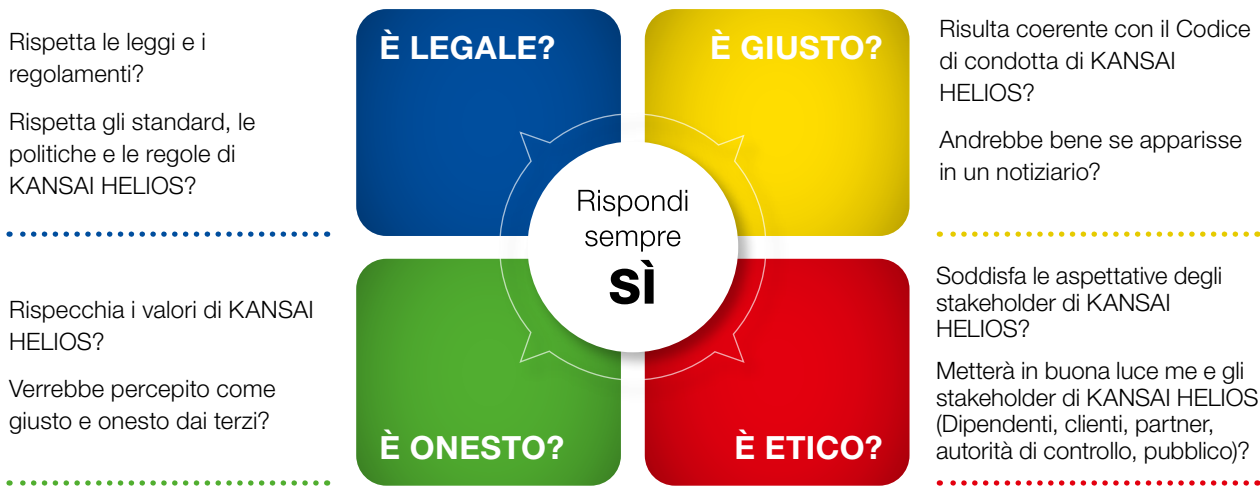 Rispetta le leggi e i
regolamenti?
Rispetta gli standard, le
politiche e le regole di
KANSAI HELIOS?
È LEGALE?
È GIUSTO?
Risulta coerente con il Codice
di condotta di KANSAI
HELIOS?
Andrebbe bene se apparisse
in un notiziario?
Rispondi
sempre
SÌ
Rispecchia i valori di KANSAI
HELIOS?
Verrebbe percepito come
giusto e onesto dai terzi?
È ONESTO?
È ETICO?
Soddisfa le aspettative degli
stakeholder di KANSAI
HELIOS?
Metterà in buona luce me e gli
stakeholder di KANSAI HELIOS
(Dipendenti, clienti, partner,
autorità di controllo, pubblico)?